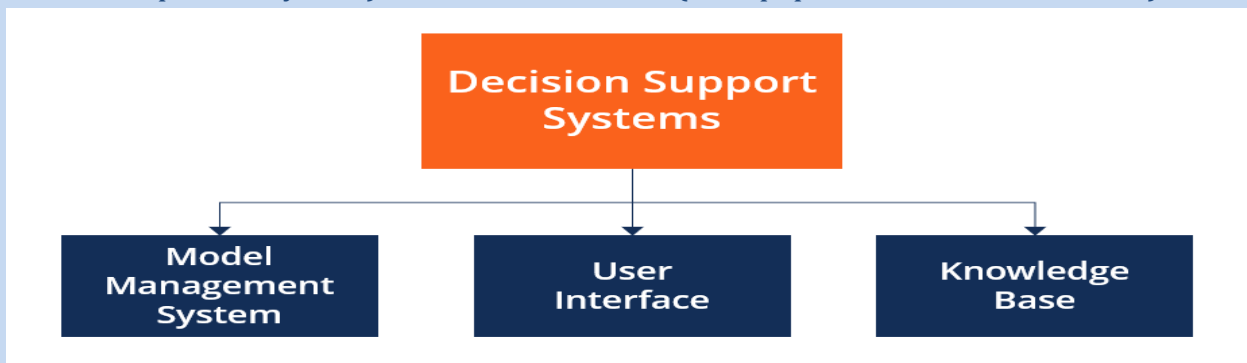 Decision Support
Systems
Model
Management
System
User
Interface
Knowledge
Base